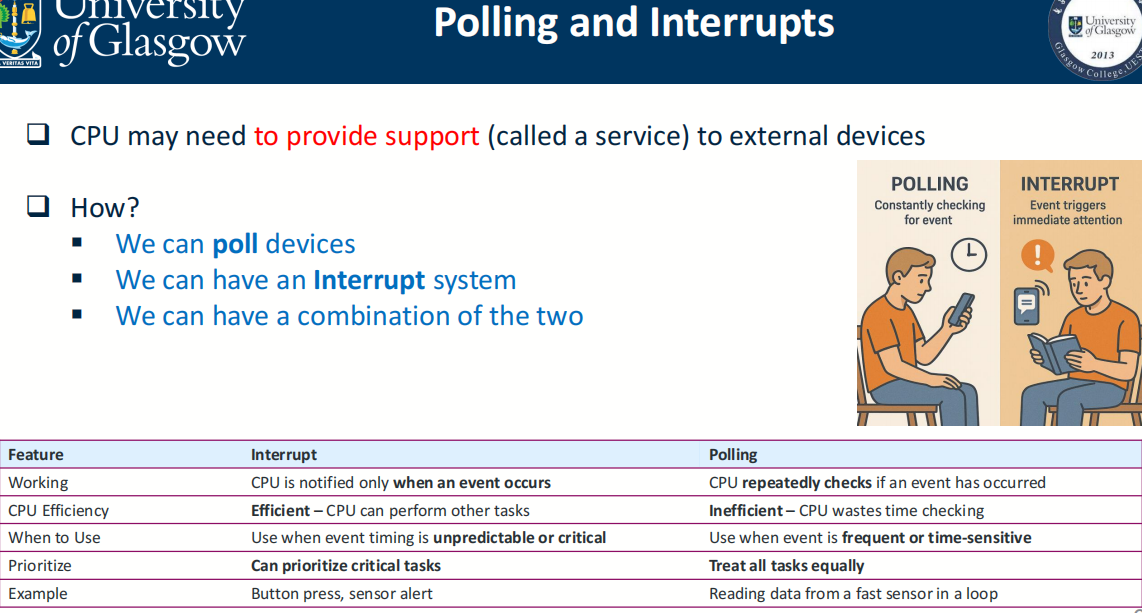 University
of Glasgow
VERITAS VITA
Polling and Interrupts
University
of Glasgow
2013
Glasgow College, UEST
CPU may need to provide support (called a service) to external devices
How?
We can poll devices
We can have an Interrupt system
We can have a combination of the two
POLLING
Constantly checking
for event
INTERRUPT
Event triggers
immediate attention
!
Feature Interrupt Polling
Working CPU is notified only when an event occurs CPU repeatedly checks if an event has occurred
CPU Efficiency Efficient – CPU can perform other tasks Inefficient – CPU wastes time checking
When to Use Use when event timing is unpredictable or critical Use when event is frequent or time-sensitive
Prioritize Can prioritize critical tasks Treat all tasks equally
Example Button press, sensor alert Reading data from a fast sensor in a loop